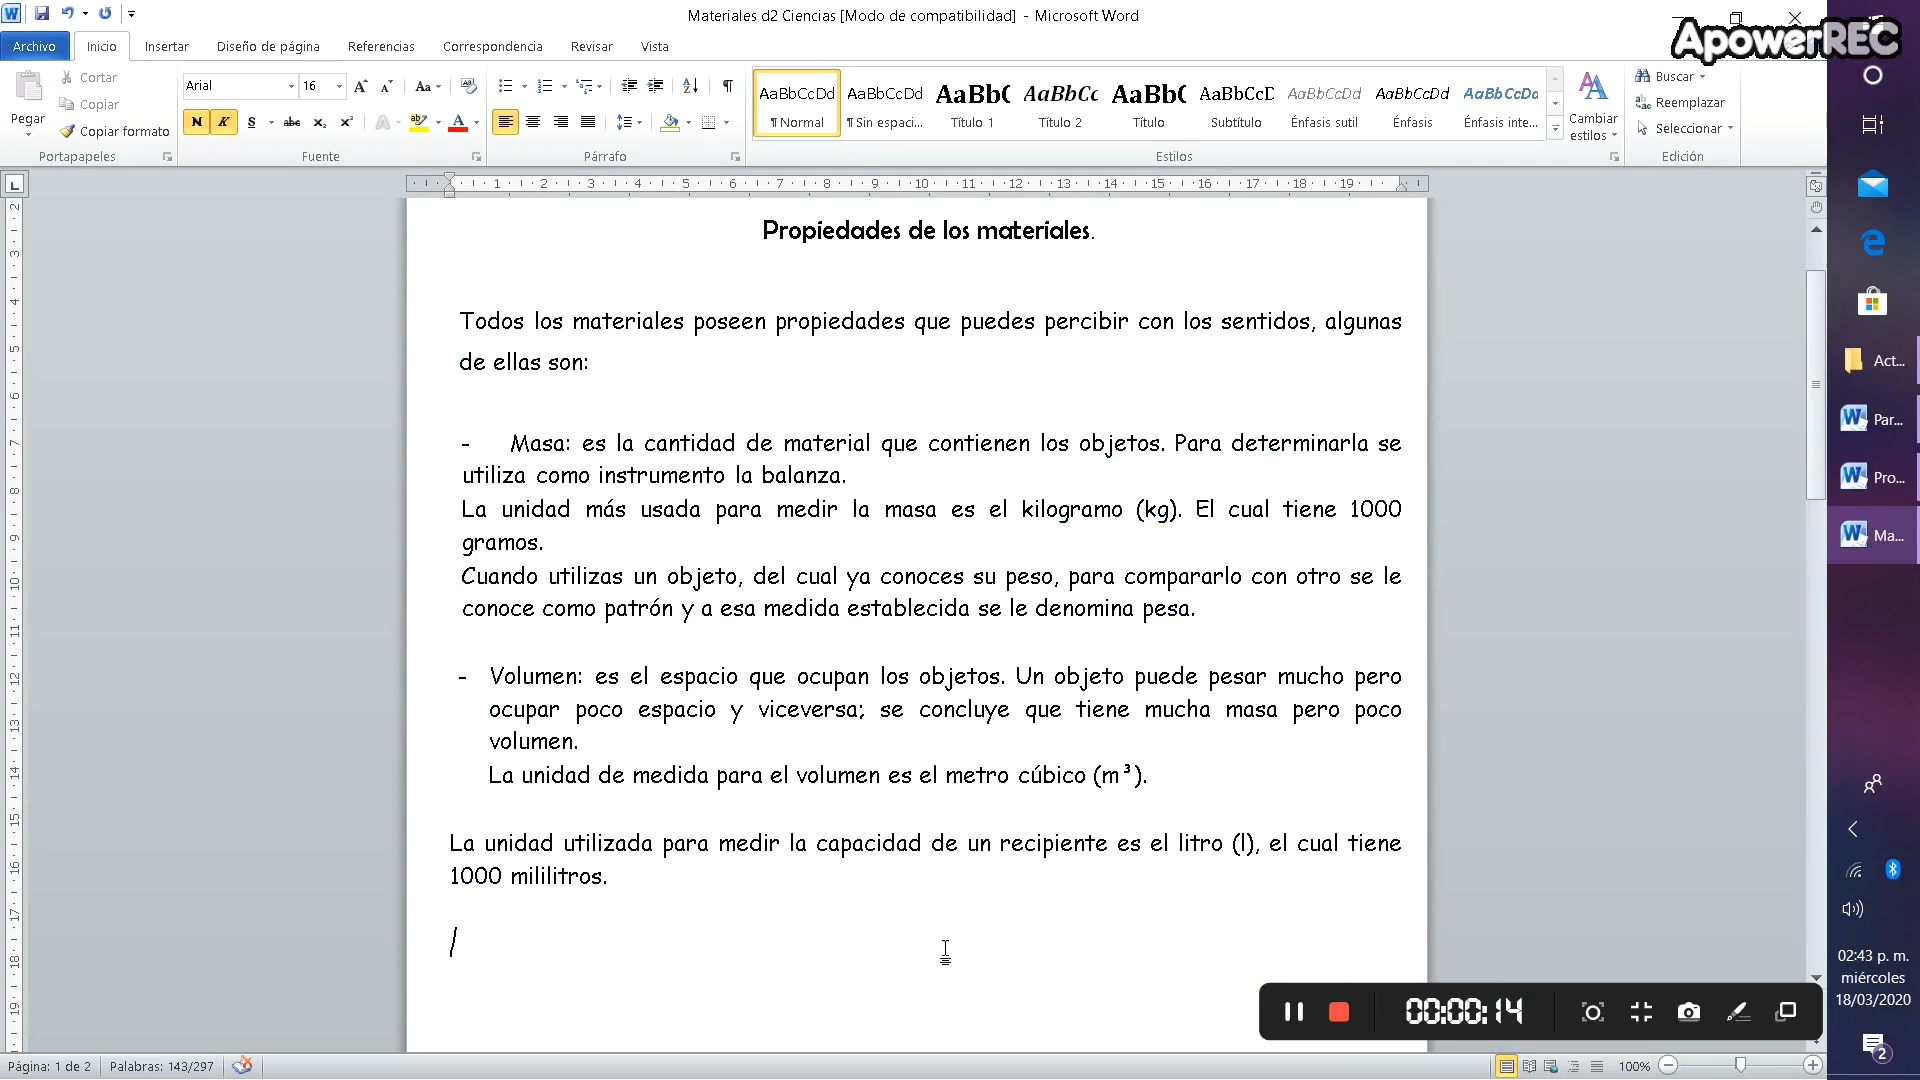 Materiales d2 Ciencias [Modo de compatibilidad] - Microsoft Word
ApowerREC
Archivo Inicio Insertar Diseño de página Referencias Correspondencia Revisar Vista
Pegar
Cortar
Copiar
Copiar formato
Portapapeles
Arial 16
Fuente
Párrafo
AaBbCcDd AaBbCcDd AaBb( AaBbCc AaBb( AaBbCcD AaBbCcDd AaBbCcDd AaBbCcDd
¶ Normal ¶ Sin espaci... Título 1 Título 2 Título Subtítulo Énfasis sutil Énfasis Énfasis inte...
Estilos
Cambiar
estilos
Buscar
Reemplazar
Seleccionar
Edición
Propiedades de los materiales.
Todos los materiales poseen propiedades que puedes percibir con los sentidos, algunas
de ellas son:
- Masa: es la cantidad de material que contienen los objetos. Para determinarla se
utiliza como instrumento la balanza.
La unidad más usada para medir la masa es el kilogramo (kg). El cual tiene 1000
gramos.
Cuando utilizas un objeto, del cual ya conoces su peso, para compararlo con otro se le
conoce como patrón y a esa medida establecida se le denomina pesa.
- Volumen: es el espacio que ocupan los objetos. Un objeto puede pesar mucho pero
ocupar poco espacio y viceversa; se concluye que tiene mucha masa pero poco
volumen.
La unidad de medida para el volumen es el metro cúbico (m³).
La unidad utilizada para medir la capacidad de un recipiente es el litro (l), el cual tiene
1000 mililitros.
00:00:14
Act...
Par...
Pro...
Ma...
02:43 p. m.
miércoles
18/03/2020
2
Página: 1 de 2 Palabras: 143/297
100%